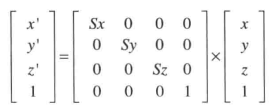 x' Sx 0 0 0 x
y' = 0 Sy 0 0 × y
z' 0 0 Sz 0 z
1 0 0 0 1 1